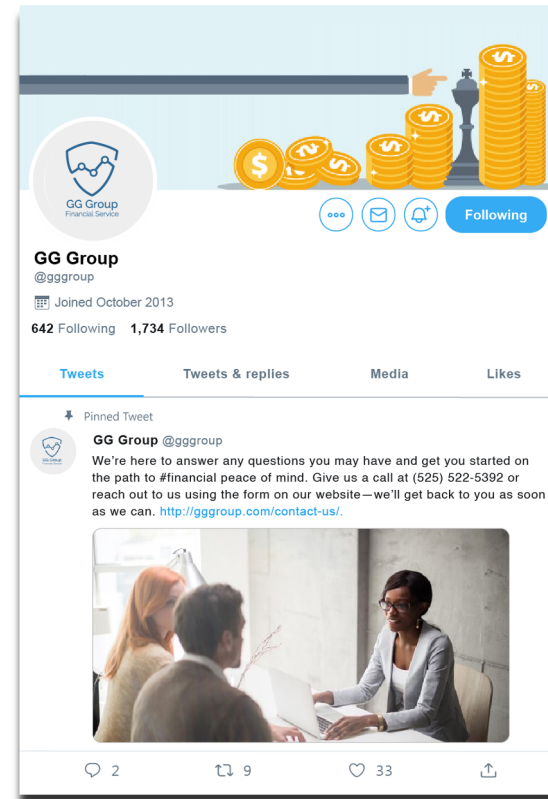 GG Group
Financial Service
Following
GG Group
@gggroup
Joined October 2013
642 Following 1,734 Followers
Tweets Tweets & replies Media Likes
Pinned Tweet
GG Group @gggroup
We're here to answer any questions you may have and get you started on
the path to #financial peace of mind. Give us a call at (525) 522-5392 or
reach out to us using the form on our website—we'll get back to you as soon
as we can. http://gggroup.com/contact-us/.
2 9 33